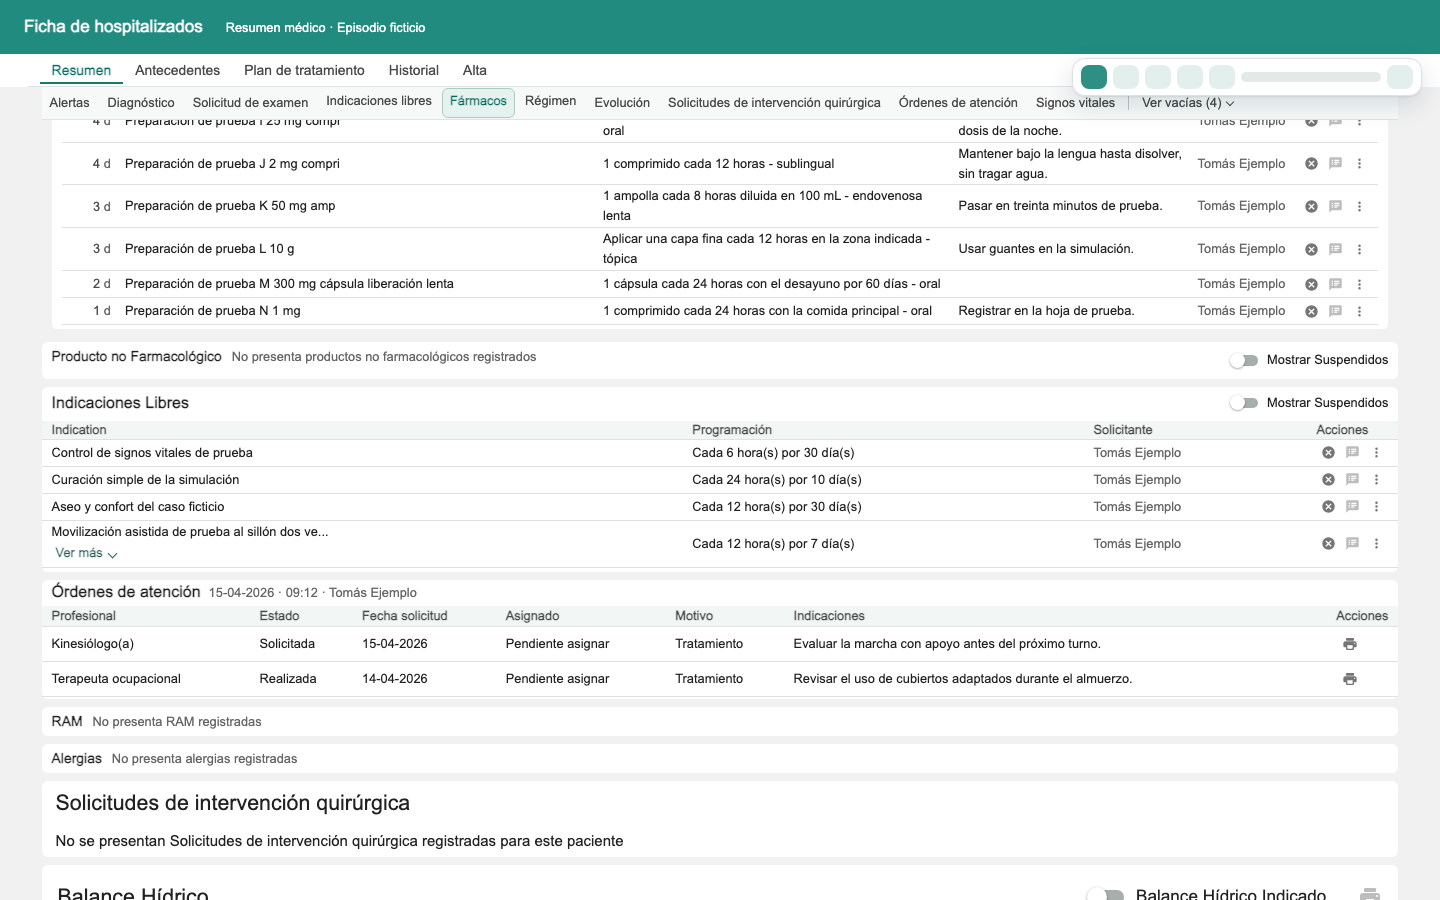 Ficha de hospitalizados Resumen médico · Episodio ficticio
Resumen Antecedentes Plan de tratamiento Historial Alta
Alertas Diagnóstico Solicitud de examen Indicaciones libres Fármacos Régimen Evolución Solicitudes de intervención quirúrgica Órdenes de atención Signos vitales Ver vacías (4)
4 d Preparación de prueba I 25 mg compri oral dosis de la noche. Tomás Ejemplo
4 d Preparación de prueba J 2 mg compri 1 comprimido cada 12 horas - sublingual Mantener bajo la lengua hasta disolver,
sin tragar agua. Tomás Ejemplo
3 d Preparación de prueba K 50 mg amp 1 ampolla cada 8 horas diluida en 100 mL - endovenosa
lenta Pasar en treinta minutos de prueba. Tomás Ejemplo
3 d Preparación de prueba L 10 g Aplicar una capa fina cada 12 horas en la zona indicada -
tópica Usar guantes en la simulación. Tomás Ejemplo
2 d Preparación de prueba M 300 mg cápsula liberación lenta 1 cápsula cada 24 horas con el desayuno por 60 días - oral Tomás Ejemplo
1 d Preparación de prueba N 1 mg 1 comprimido cada 24 horas con la comida principal - oral Registrar en la hoja de prueba. Tomás Ejemplo
Producto no Farmacológico No presenta productos no farmacológicos registrados Mostrar Suspendidos
Indicaciones Libres Mostrar Suspendidos
Indication Programación Solicitante Acciones
Control de signos vitales de prueba Cada 6 hora(s) por 30 día(s) Tomás Ejemplo
Curación simple de la simulación Cada 24 hora(s) por 10 día(s) Tomás Ejemplo
Aseo y confort del caso ficticio Cada 12 hora(s) por 30 día(s) Tomás Ejemplo
Movilización asistida de prueba al sillón dos ve...
Ver más Cada 12 hora(s) por 7 día(s) Tomás Ejemplo
Órdenes de atención 15-04-2026 · 09:12 · Tomás Ejemplo
Profesional Estado Fecha solicitud Asignado Motivo Indicaciones Acciones
Kinesiólogo(a) Solicitada 15-04-2026 Pendiente asignar Tratamiento Evaluar la marcha con apoyo antes del próximo turno.
Terapeuta ocupacional Realizada 14-04-2026 Pendiente asignar Tratamiento Revisar el uso de cubiertos adaptados durante el almuerzo.
RAM No presenta RAM registradas
Alergias No presenta alergias registradas
Solicitudes de intervención quirúrgica
No se presentan Solicitudes de intervención quirúrgica registradas para este paciente
Balance Hídrico Balance Hídrico Indicado